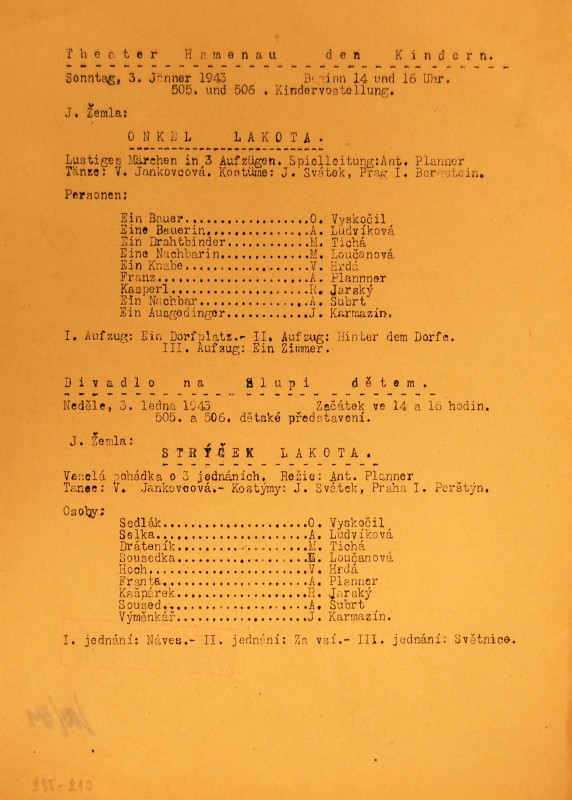 Theater Hamenau den Kindern.
Sonntag, 3. Jänner 1943 Beginn 14 und 16 Uhr.
505. und 506 . Kindervostellung.
J. Žemla:
ONKEL LAKOTA.
Lustiges Märchen in 3 Aufzügen. Spielleitung:Ant. Planner
Tänze: V. Jankovcová. Kostüme: J. Svátek, Prag I. Bergstein.
Personen:
Ein Bauer.................O. Vyskočil
Eine Bauerin..............A. Ludvíková
Ein Drahtbinder...........M. Tichá
Eine Nachbarin............M. Loučanová
Ein Knabe.................V. Hrdá
Franz.....................A. Plannner
Kasperl...................R. Jarský
Ein Nachbar...............A. Šubrt
Ein Ausgedinger...........J. Karmazín.
I. Aufzug: Ein Dorfplatz.- II. Aufzug: Hinter dem Dorfe.
III. Aufzug: Ein Zimmer.
Divadlo na Slupi dětem.
Neděle, 3. ledna 1943 Začátek ve 14 a 16 hodin.
505. a 506. dětské představení.
J. Žemla:
STRÝČEK LAKOTA.
Veselá pohádka o 3 jednáních. Režie: Ant. Planner
Tance: V. Jankovcová.- Kostýmy: J. Svátek, Praha I. Perštýn.
Osoby:
Sedlák....................O. Vyskočil
Selka.....................A. Ludvíková
Dráteník..................M. Tichá
Sousedka..................M. Loučanová
Hoch......................V. Hrdá
Franta....................A. Planner
Kašpárek..................R. Jarský
Soused....................A. Šubrt
Výměnkář..................J. Karmazín.
I. jednání: Náves.- II. jednání: Za vsí.- III. jednání: Světnice.